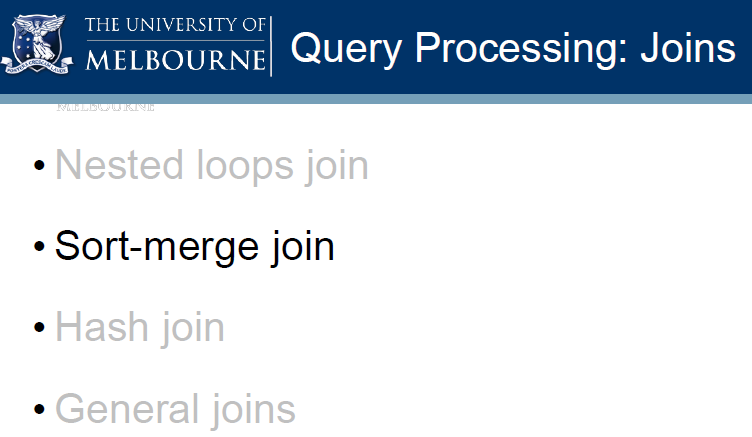 THE UNIVERSITY OF
MELBOURNE
Query Processing: Joins
MELBOURNE
• Nested loops join
• Sort-merge join
• Hash join
• General joins